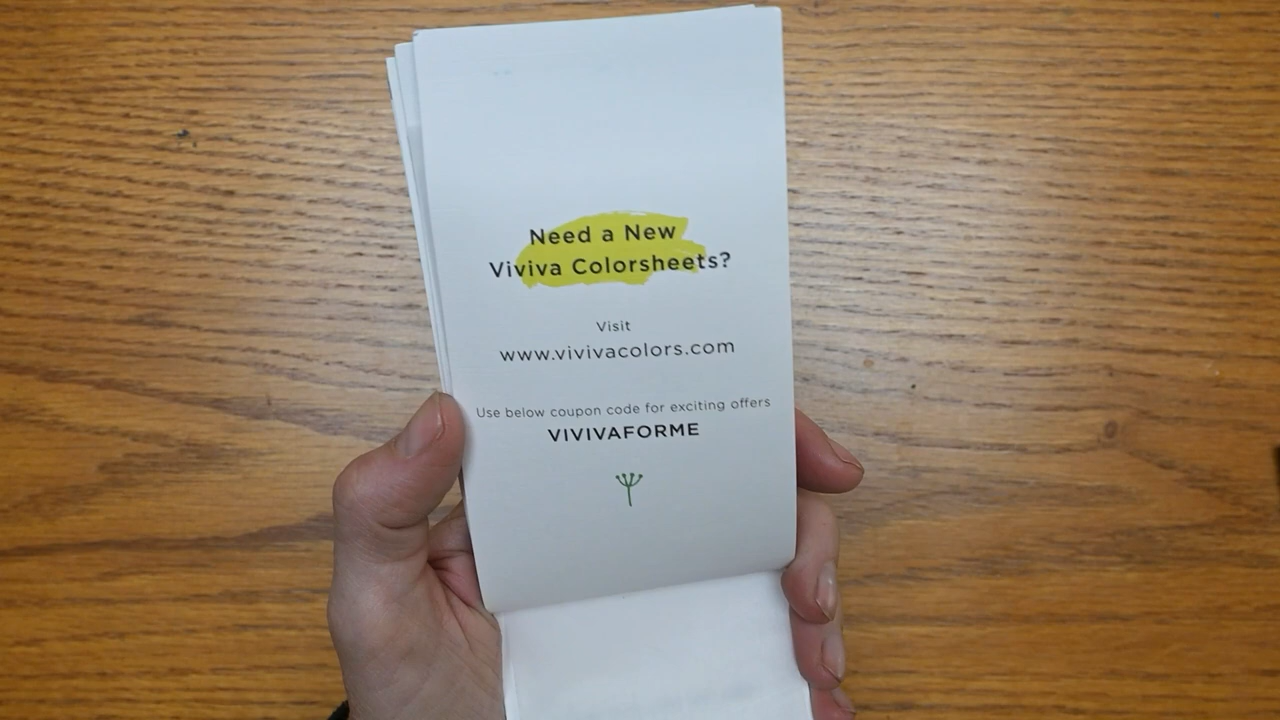 Need a New
Viviva Colorsheets?
Visit
www.vivivacolors.com
Use below coupon code for exciting offers
VIVIVAFORME